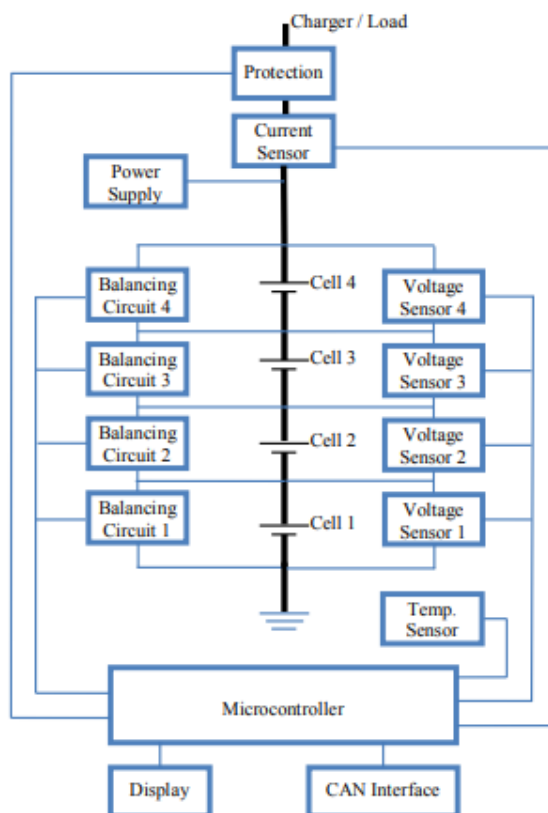 Charger / Load
Protection
Current
Sensor
Power
Supply
Balancing
Circuit 4
Cell 4
Voltage
Sensor 4
Balancing
Circuit 3
Cell 3
Voltage
Sensor 3
Balancing
Circuit 2
Cell 2
Voltage
Sensor 2
Balancing
Circuit 1
Cell 1
Voltage
Sensor 1
Temp.
Sensor
Microcontroller
Display
CAN Interface